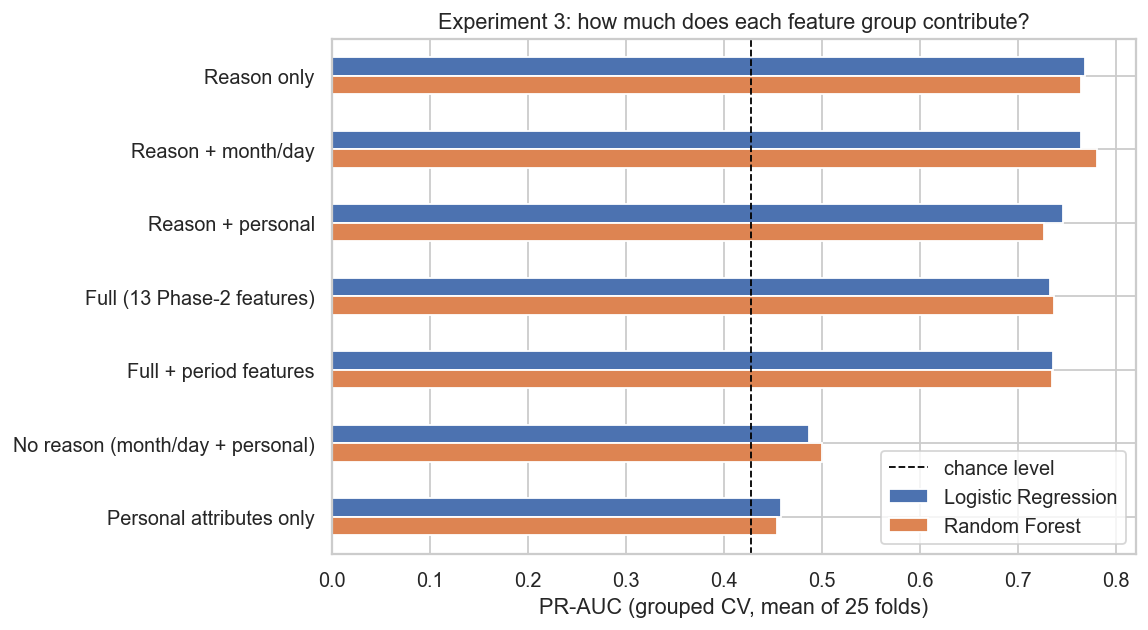 Experiment 3: how much does each feature group contribute?
Reason only
Reason + month/day
Reason + personal
Full (13 Phase-2 features)
Full + period features
No reason (month/day + personal)
Personal attributes only
chance level
Logistic Regression
Random Forest
0.0 0.1 0.2 0.3 0.4 0.5 0.6 0.7 0.8
PR-AUC (grouped CV, mean of 25 folds)